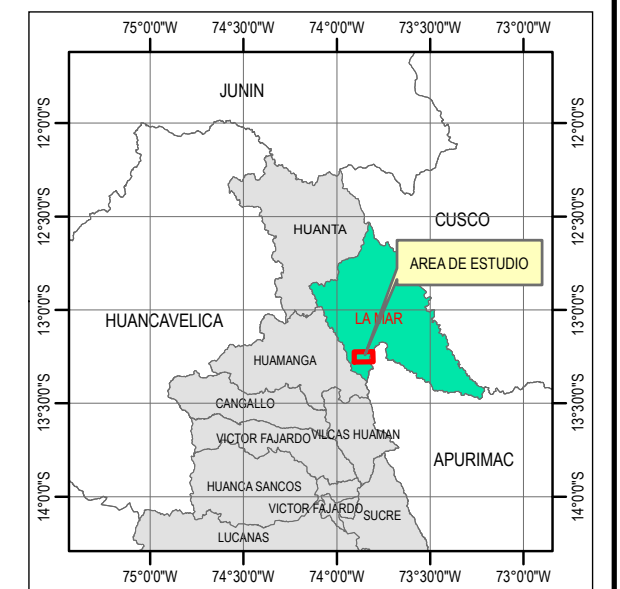 75°0'0"W 74°30'0"W 74°0'0"W 73°30'0"W 73°0'0"W
JUNIN
12°0'0"S 12°0'0"S
12°30'0"S 12°30'0"S
CUSCO
HUANTA
AREA DE ESTUDIO
13°0'0"S 13°0'0"S
HUANCAVELICA
LA MAR
HUAMANGA
13°30'0"S 13°30'0"S
CANGALLO
VICTOR FAJARDO VILCAS HUAMAN
APURIMAC
HUANCA SANCOS
14°0'0"S 14°0'0"S
VICTOR FAJARDO
SUCRE
LUCANAS
75°0'0"W 74°30'0"W 74°0'0"W 73°30'0"W 73°0'0"W